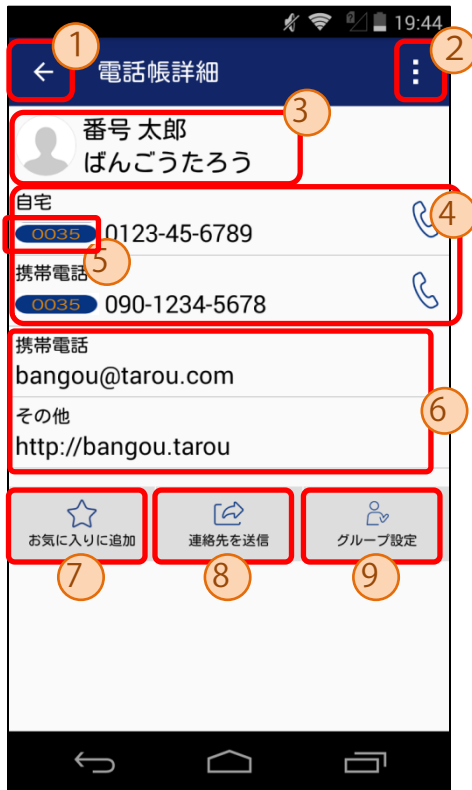 19:44
1
2
電話帳詳細
3
番号 太郎
ばんごうたろう
自宅
4
0035 0123-45-6789
5
携帯電話
0035 090-1234-5678
携帯電話
bangou@tarou.com
6
その他
http://bangou.tarou
お気に入りに追加 連絡先を送信 グループ設定
7 8 9